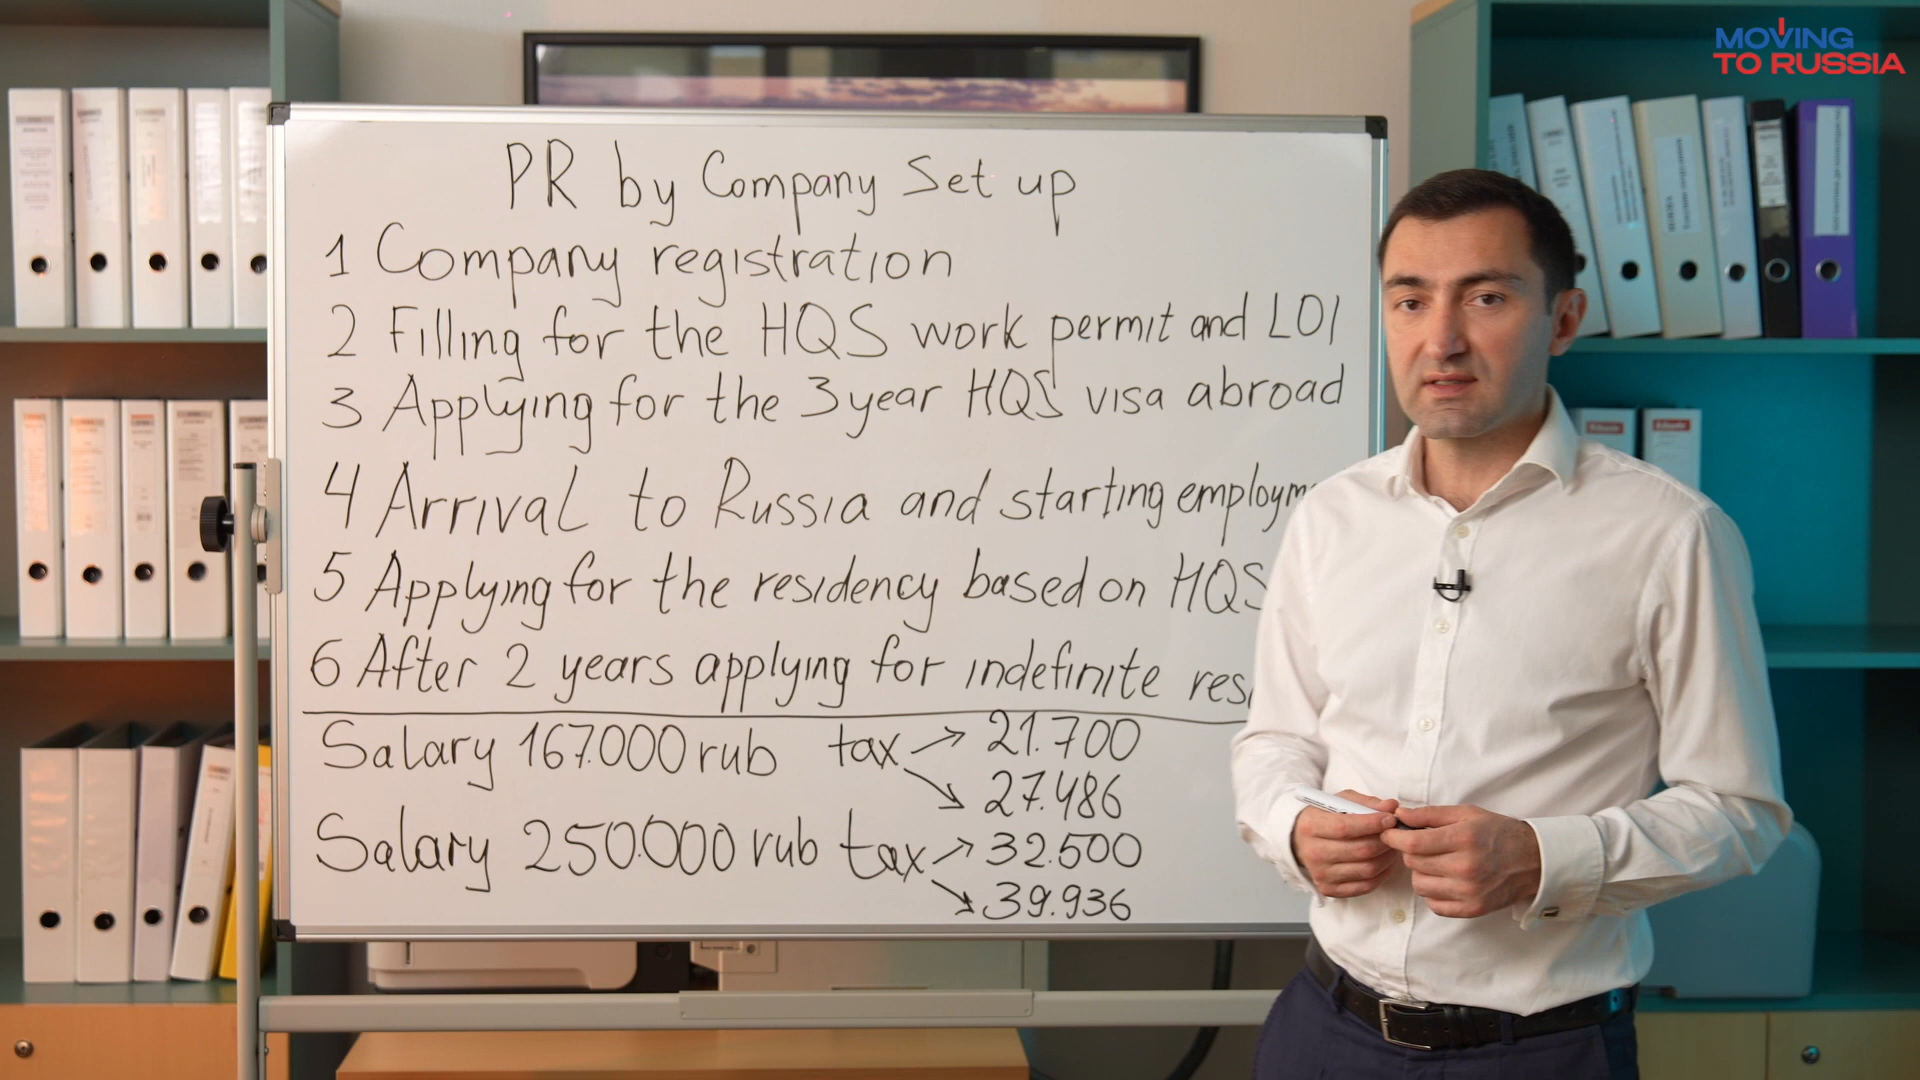 MOVING
TO RUSSIA
PR by Company Set up
1 Company registration
2 Filling for the HQS work permit and LOI
3 Applying for the 3 year HQS visa abroad
4 Arrival to Russia and starting employm
5 Applying for the residency based on HQS
6 After 2 years applying for indefinite res
Salary 167.000 rub tax 21.700
27.486
Salary 250.000 rub tax 32.500
39.936